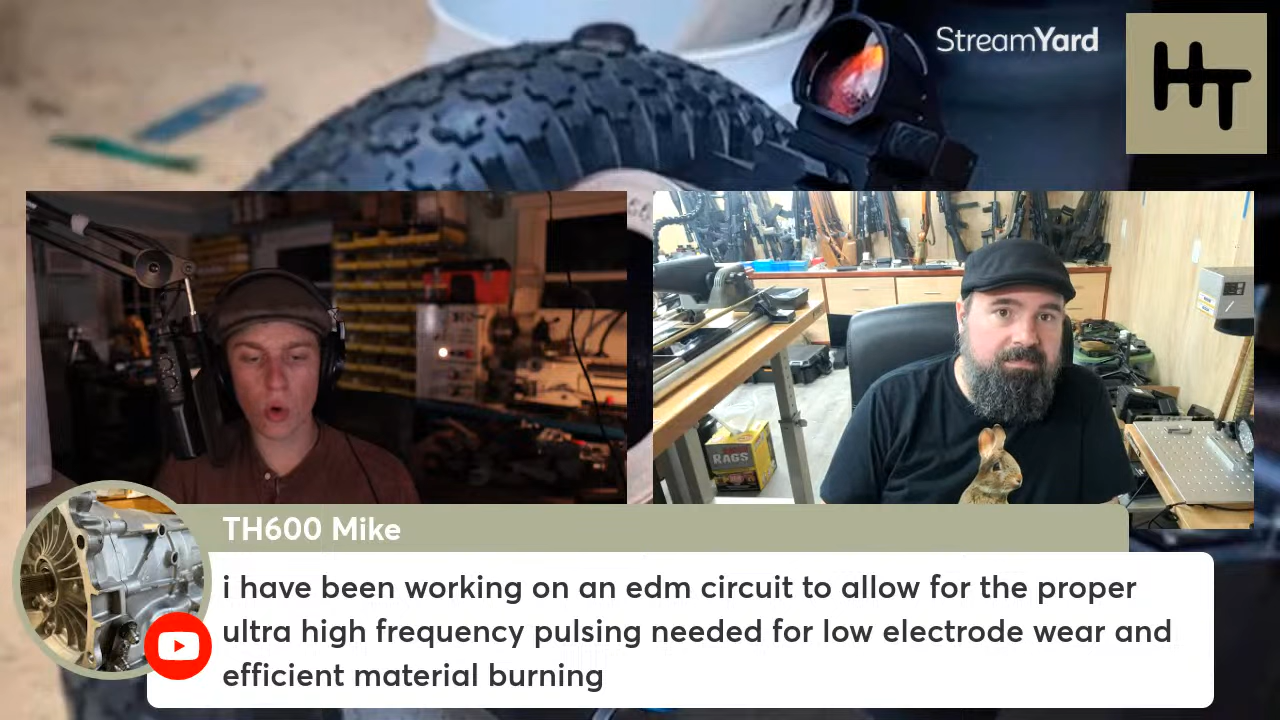 StreamYard
HT
RAGS
TH600 Mike
i have been working on an edm circuit to allow for the proper
ultra high frequency pulsing needed for low electrode wear and
efficient material burning